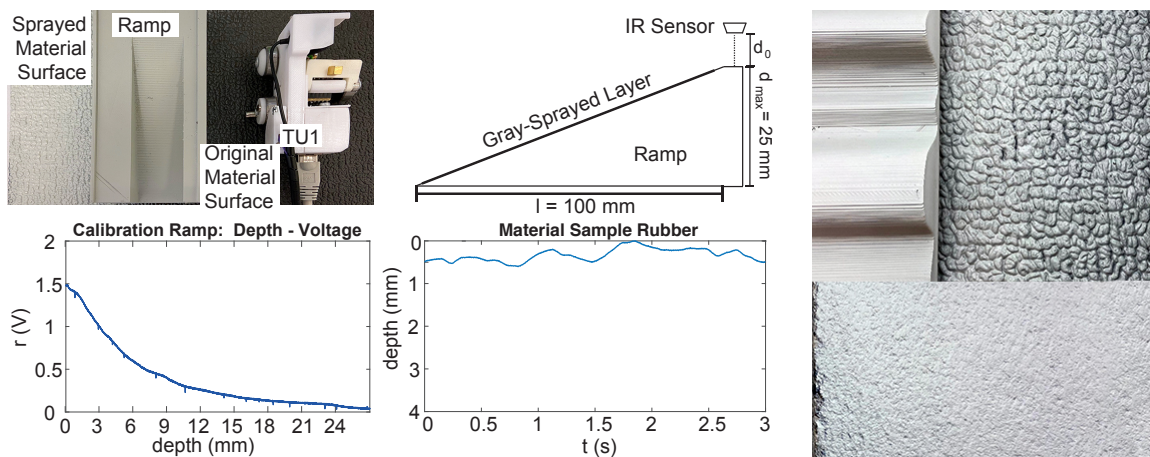 Sprayed
Material
Surface
Ramp
TU1
Original
Material
Surface
IR Sensor
d0
Gray-Sprayed Layer
Ramp
d max = 25 mm
l = 100 mm
Calibration Ramp: Depth - Voltage
r (V)
2
1.5
1
0.5
0
0 3 6 9 12 15 18 21 24
depth (mm)
Material Sample Rubber
depth (mm)
0
1
2
3
4
0 0.5 1 1.5 2 2.5 3
t (s)